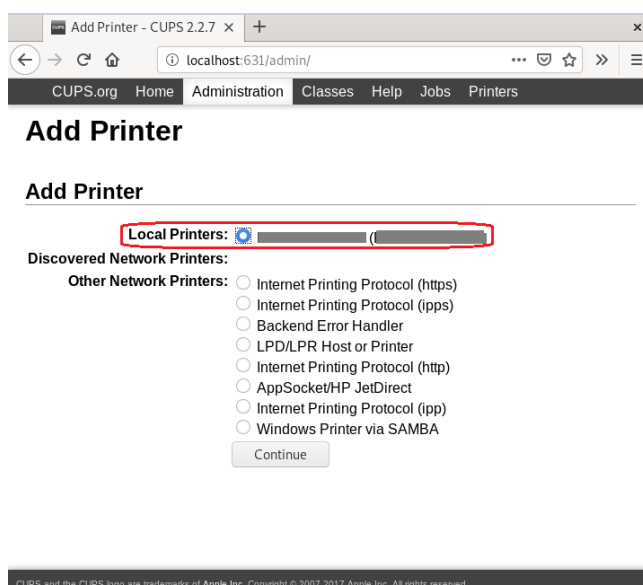 Add Printer - CUPS 2.2.7
localhost:631/admin/
CUPS.org Home Administration Classes Help Jobs Printers
Add Printer
Add Printer
Local Printers: (
Discovered Network Printers:
Other Network Printers: Internet Printing Protocol (https)
Internet Printing Protocol (ipps)
Backend Error Handler
LPD/LPR Host or Printer
Internet Printing Protocol (http)
AppSocket/HP JetDirect
Internet Printing Protocol (ipp)
Windows Printer via SAMBA
Continue
CUPS and the CUPS logo are trademarks of Apple Inc. Copyright © 2007-2017 Apple Inc. All rights reserved.